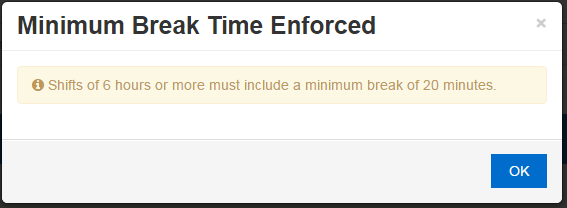 Minimum Break Time Enforced
×
Shifts of 6 hours or more must include a minimum break of 20 minutes.
OK